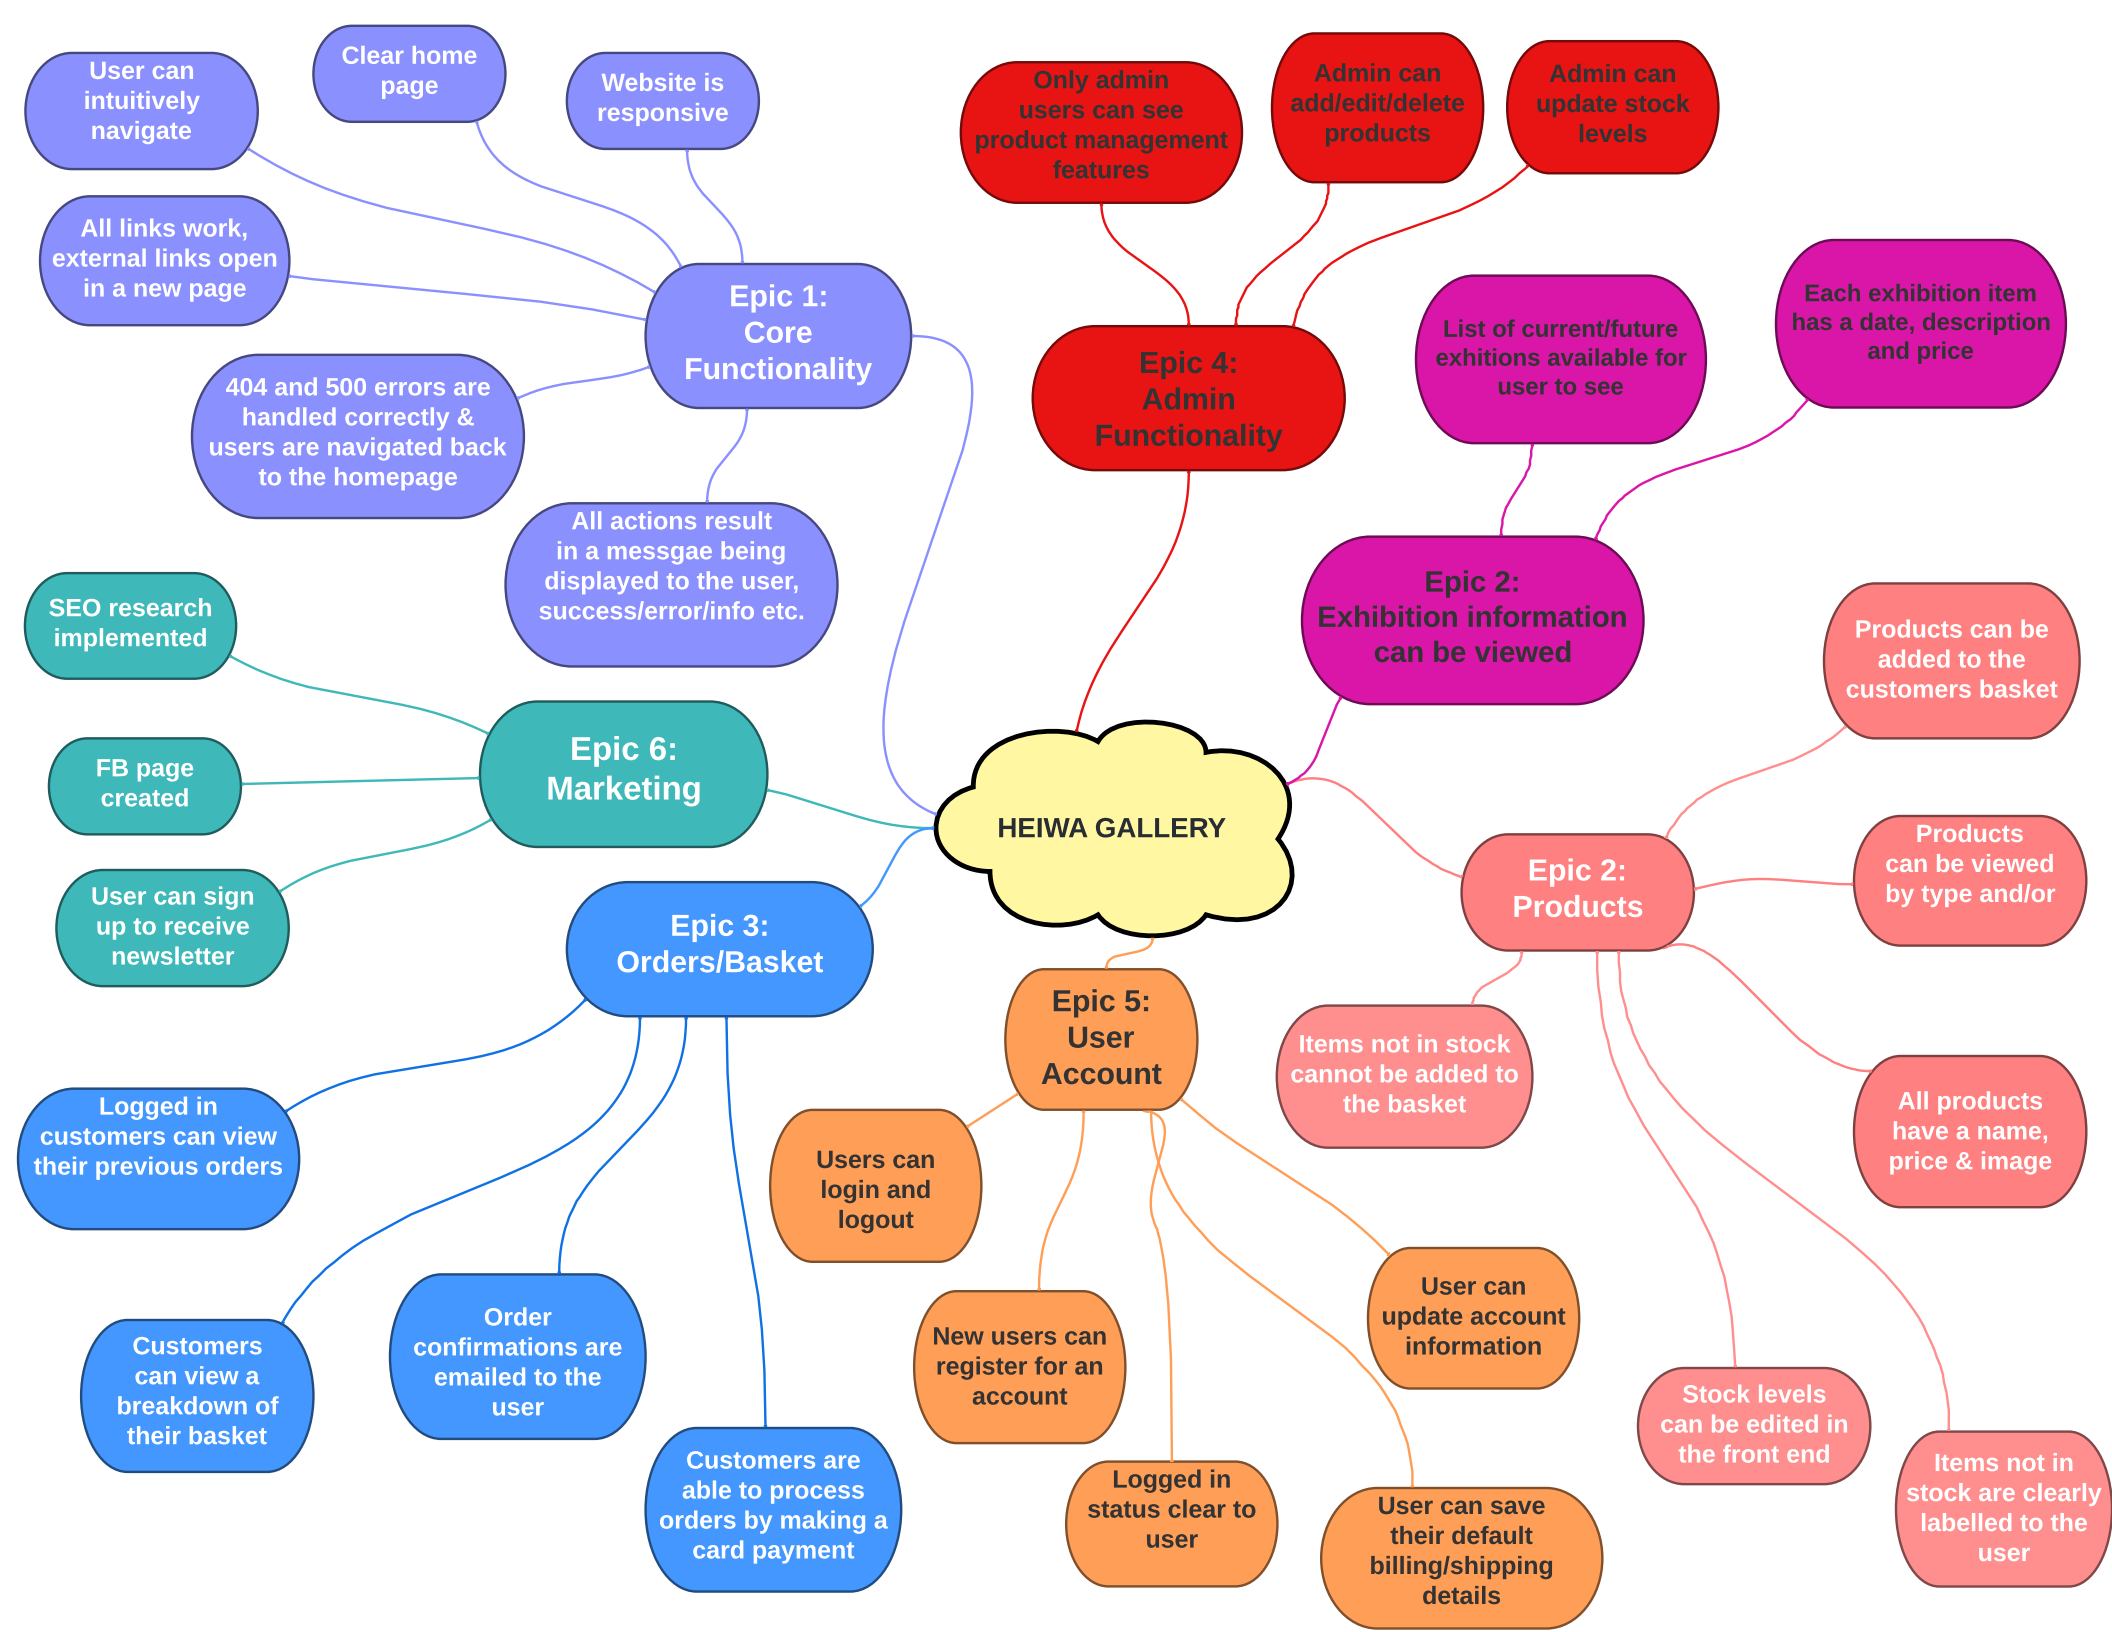 User can
intuitively
navigate
Clear home
page
Website is
responsive
All links work,
external links open
in a new page
Epic 1:
Core
Functionality
404 and 500 errors are
handled correctly &
users are navigated back
to the homepage
All actions result
in a messgae being
displayed to the user,
success/error/info etc.
Only admin
users can see
product management
features
Admin can
add/edit/delete
products
Admin can
update stock
levels
Epic 4:
Admin
Functionality
List of current/future
exhitions available for
user to see
Each exhibition item
has a date, description
and price
Epic 2:
Exhibition information
can be viewed
SEO research
implemented
FB page
created
User can sign
up to receive
newsletter
Epic 6:
Marketing
HEIWA GALLERY
Products can be
added to the
customers basket
Products
can be viewed
by type and/or
Epic 2:
Products
Items not in stock
cannot be added to
the basket
All products
have a name,
price & image
Stock levels
can be edited in
the front end
Items not in
stock are clearly
labelled to the
user
Epic 3:
Orders/Basket
Logged in
customers can view
their previous orders
Customers
can view a
breakdown of
their basket
Order
confirmations are
emailed to the
user
Customers are
able to process
orders by making a
card payment
Epic 5:
User
Account
Users can
login and
logout
New users can
register for an
account
Logged in
status clear to
user
User can save
their default
billing/shipping
details
User can
update account
information